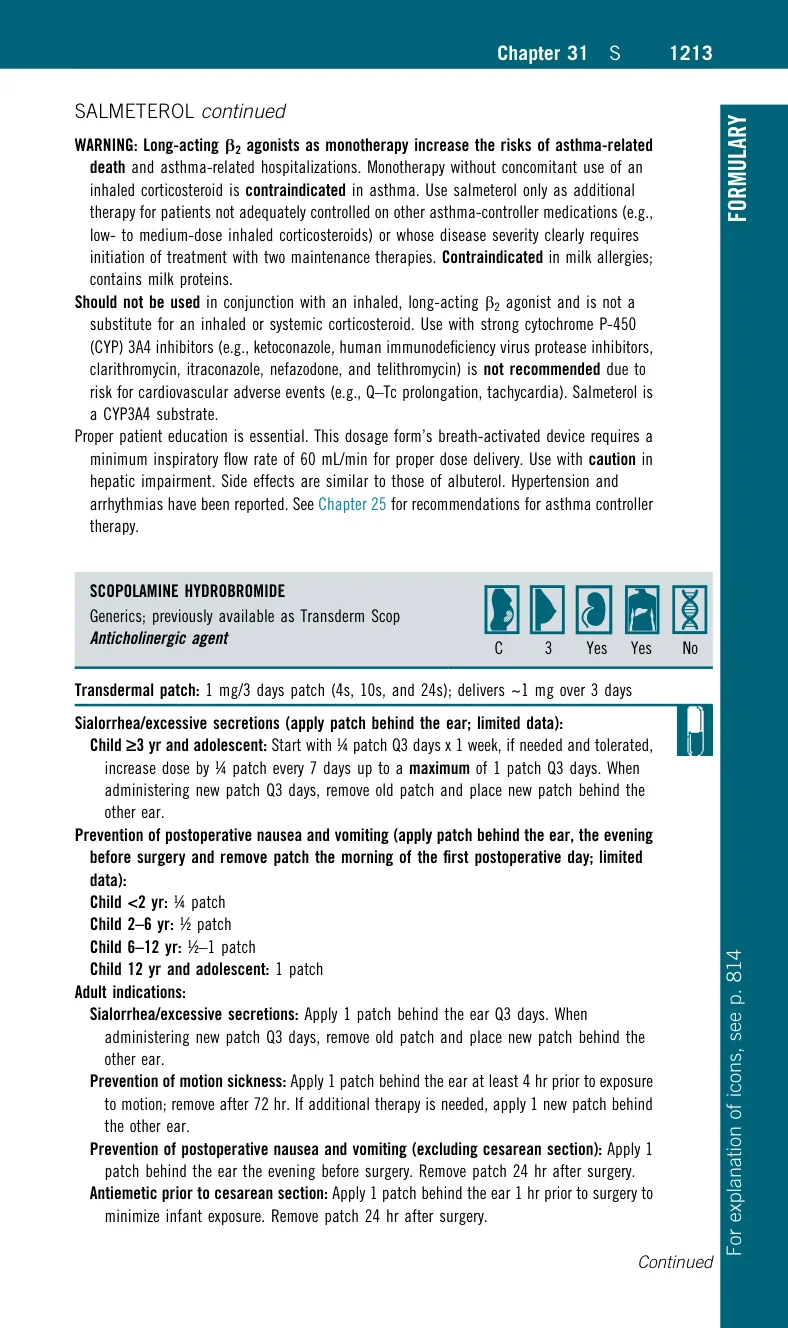 Chapter 31 S 1213
SALMETEROL continued
WARNING: Long-acting β₂ agonists as monotherapy increase the risks of asthma-related
death and asthma-related hospitalizations. Monotherapy without concomitant use of an
inhaled corticosteroid is contraindicated in asthma. Use salmeterol only as additional
therapy for patients not adequately controlled on other asthma-controller medications (e.g.,
low- to medium-dose inhaled corticosteroids) or whose disease severity clearly requires
initiation of treatment with two maintenance therapies. Contraindicated in milk allergies;
contains milk proteins.
Should not be used in conjunction with an inhaled, long-acting β₂ agonist and is not a
substitute for an inhaled or systemic corticosteroid. Use with strong cytochrome P-450
(CYP) 3A4 inhibitors (e.g., ketoconazole, human immunodeficiency virus protease inhibitors,
clarithromycin, itraconazole, nefazodone, and telithromycin) is not recommended due to
risk for cardiovascular adverse events (e.g., Q–Tc prolongation, tachycardia). Salmeterol is
a CYP3A4 substrate.
Proper patient education is essential. This dosage form's breath-activated device requires a
minimum inspiratory flow rate of 60 mL/min for proper dose delivery. Use with caution in
hepatic impairment. Side effects are similar to those of albuterol. Hypertension and
arrhythmias have been reported. See Chapter 25 for recommendations for asthma controller
therapy.
SCOPOLAMINE HYDROBROMIDE
Generics; previously available as Transderm Scop
Anticholinergic agent
C 3 Yes Yes No
Transdermal patch: 1 mg/3 days patch (4s, 10s, and 24s); delivers ~1 mg over 3 days
Sialorrhea/excessive secretions (apply patch behind the ear; limited data):
Child ≥3 yr and adolescent: Start with ¼ patch Q3 days x 1 week, if needed and tolerated,
increase dose by ¼ patch every 7 days up to a maximum of 1 patch Q3 days. When
administering new patch Q3 days, remove old patch and place new patch behind the
other ear.
Prevention of postoperative nausea and vomiting (apply patch behind the ear, the evening
before surgery and remove patch the morning of the first postoperative day; limited
data):
Child <2 yr: ¼ patch
Child 2–6 yr: ½ patch
Child 6–12 yr: ½–1 patch
Child 12 yr and adolescent: 1 patch
Adult indications:
Sialorrhea/excessive secretions: Apply 1 patch behind the ear Q3 days. When
administering new patch Q3 days, remove old patch and place new patch behind the
other ear.
Prevention of motion sickness: Apply 1 patch behind the ear at least 4 hr prior to exposure
to motion; remove after 72 hr. If additional therapy is needed, apply 1 new patch behind
the other ear.
Prevention of postoperative nausea and vomiting (excluding cesarean section): Apply 1
patch behind the ear the evening before surgery. Remove patch 24 hr after surgery.
Antiemetic prior to cesarean section: Apply 1 patch behind the ear 1 hr prior to surgery to
minimize infant exposure. Remove patch 24 hr after surgery.
Continued
FORMULARY
For explanation of icons, see p. 814